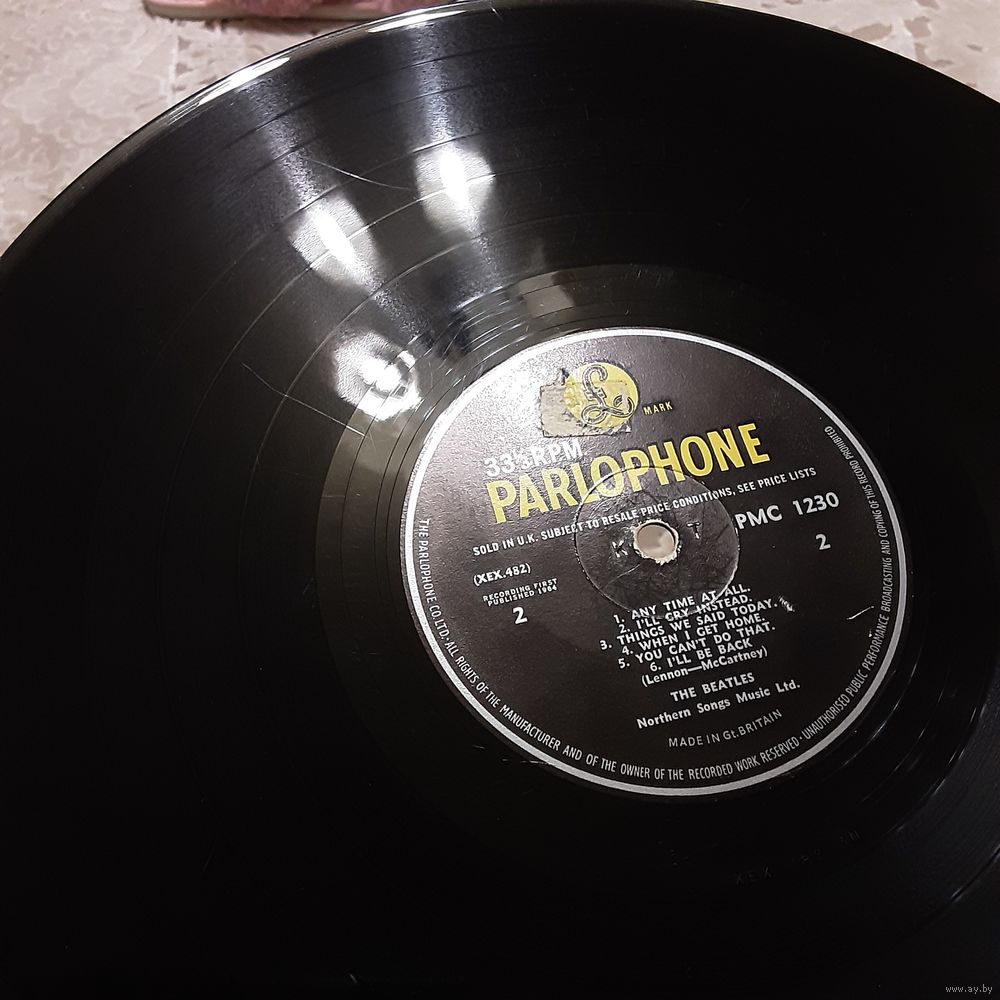 £
MARK
33⅓RPM
PARLOPHONE
SOLD IN U.K. SUBJECT TO RESALE PRICE CONDITIONS, SEE PRICE LISTS
K T
PMC 1230
2
(XEX.482)
RECORDING FIRST
PUBLISHED 1964
2
1. ANY TIME AT ALL.
2. I'LL CRY INSTEAD.
3. THINGS WE SAID TODAY.
4. WHEN I GET HOME.
5. YOU CAN'T DO THAT.
6. I'LL BE BACK
(Lennon—McCartney)
THE BEATLES
Northern Songs Music Ltd.
MADE IN Gt. BRITAIN
THE PARLOPHONE CO. LTD. ALL RIGHTS OF THE MANUFACTURER AND OF THE OWNER OF THE RECORDED WORK RESERVED · UNAUTHORISED PUBLIC PERFORMANCE BROADCASTING AND COPYING OF THIS RECORD PROHIBITED
XEX
www.ay.by